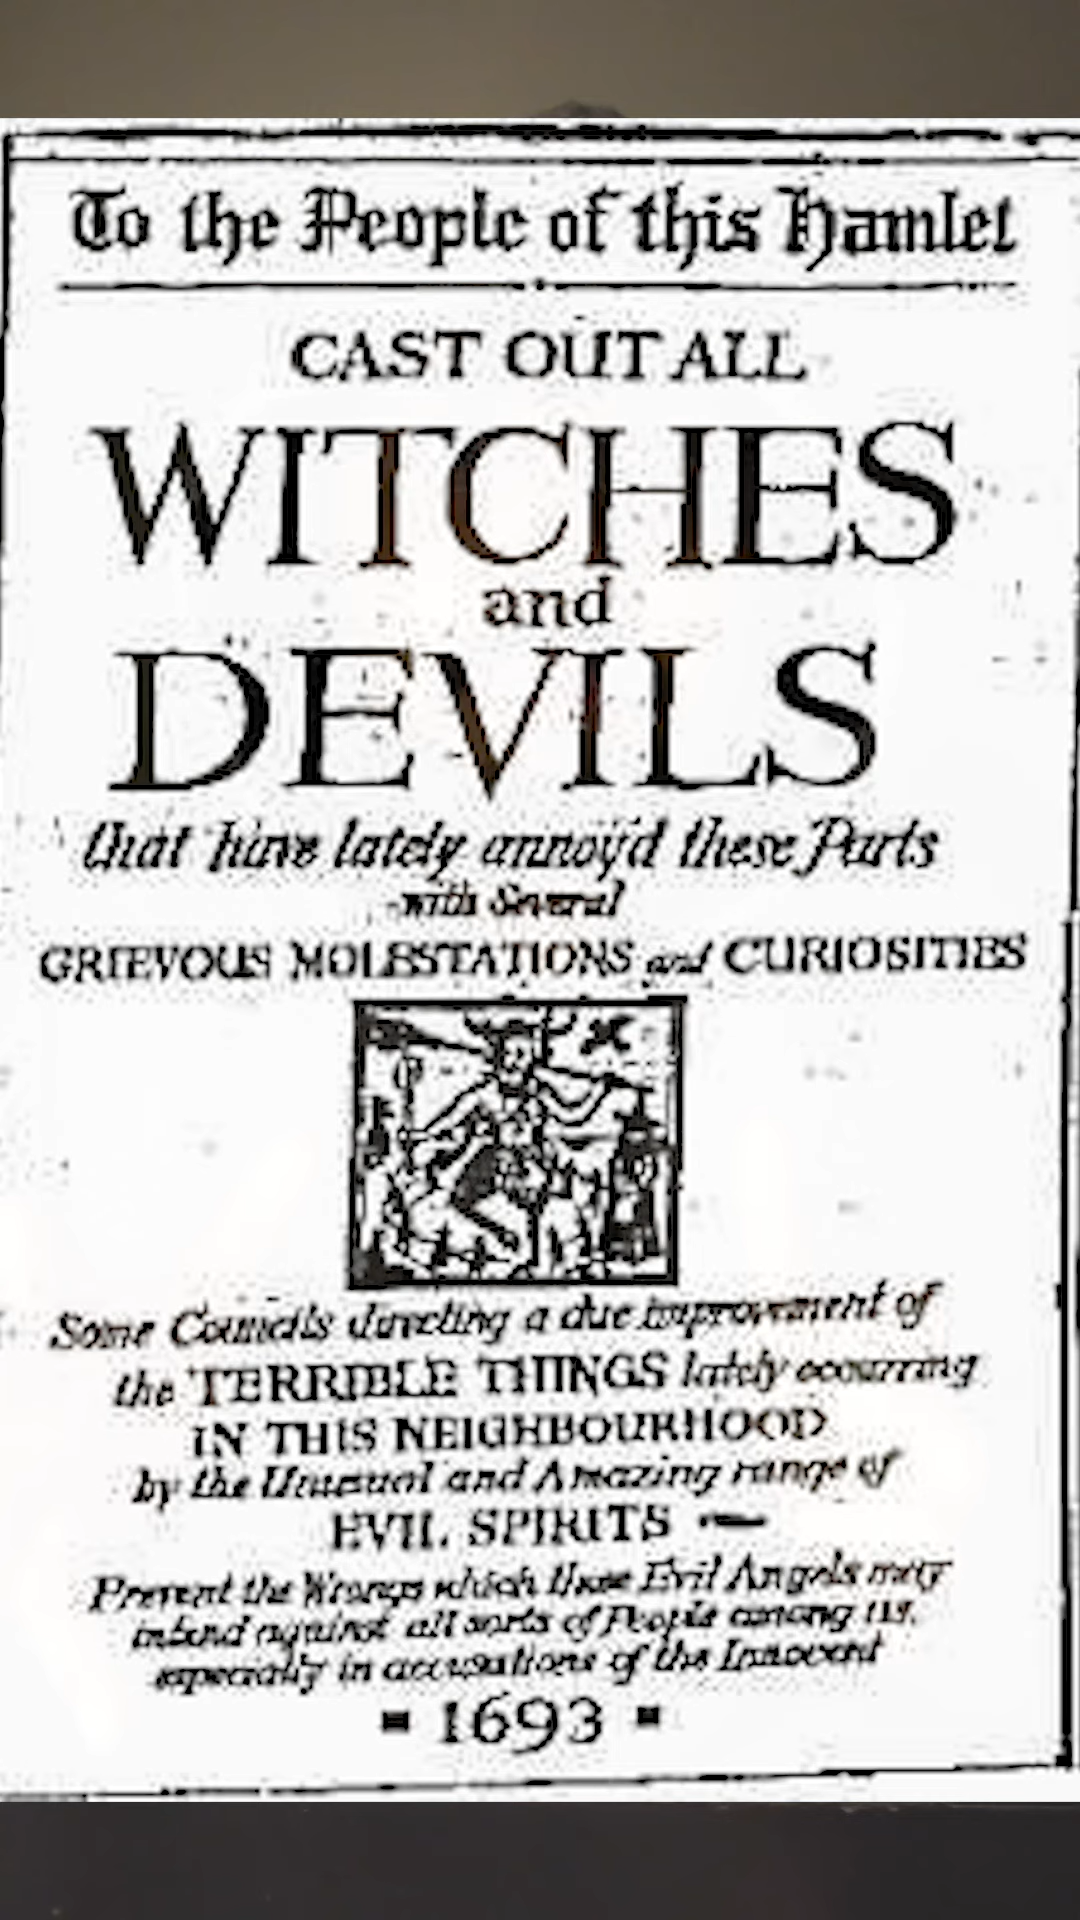 To the People of this Hamlet
CAST OUT ALL
WITCHES
and
DEVILS
that have lately annoy'd these Parts
with Several
GRIEVOUS MOLESTATIONS and CURIOSITIES
Some Councils directing a due improvement of
the TERRIBLE THINGS lately occurring
IN THIS NEIGHBOURHOOD
by the Unusual and Amazing range of
EVIL SPIRITS —
Prevent the Wrongs which those Evil Angels may
intend against all sorts of People among us.
especially in accusations of the Innocent
1693